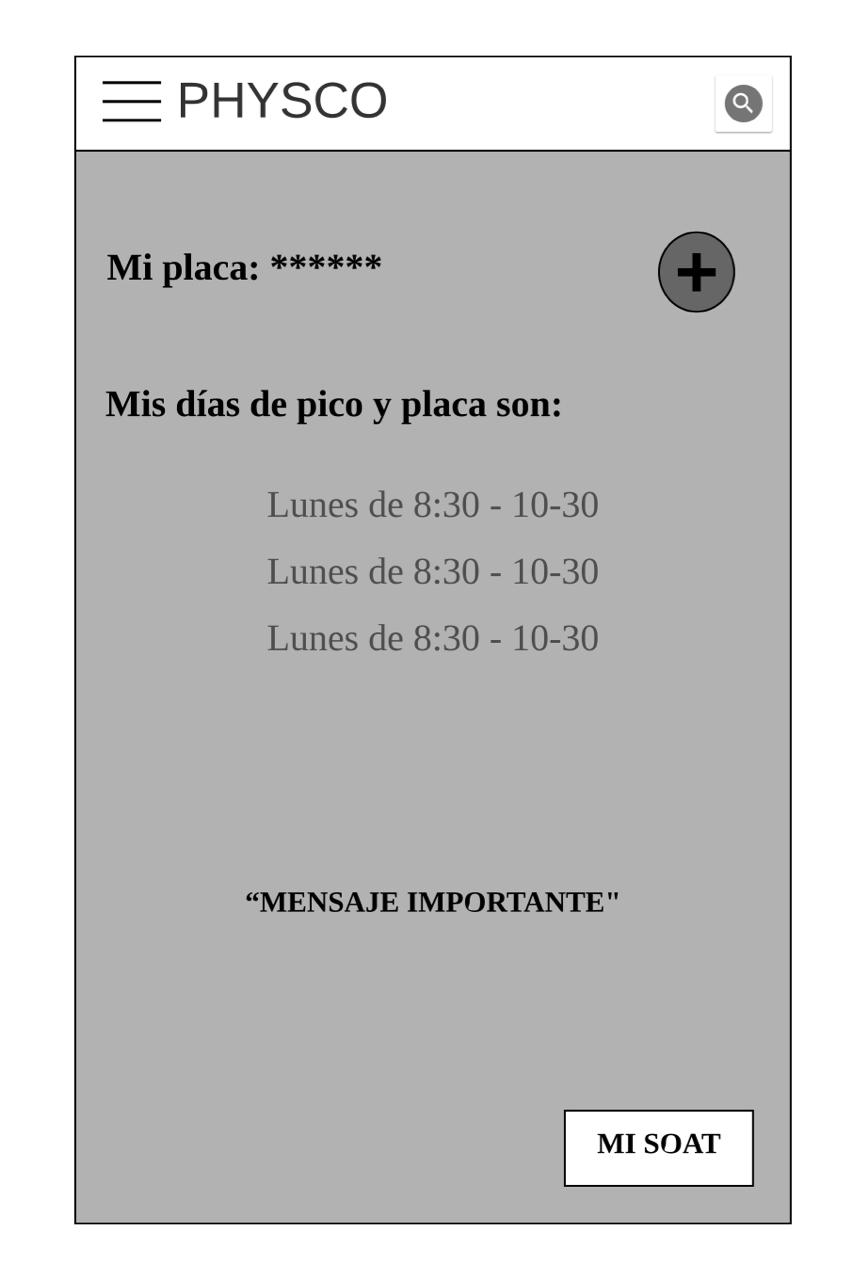 PHYSCO
Mi placa: ******
Mis días de pico y placa son:
Lunes de 8:30 - 10-30
Lunes de 8:30 - 10-30
Lunes de 8:30 - 10-30
“MENSAJE IMPORTANTE"
MI SOAT